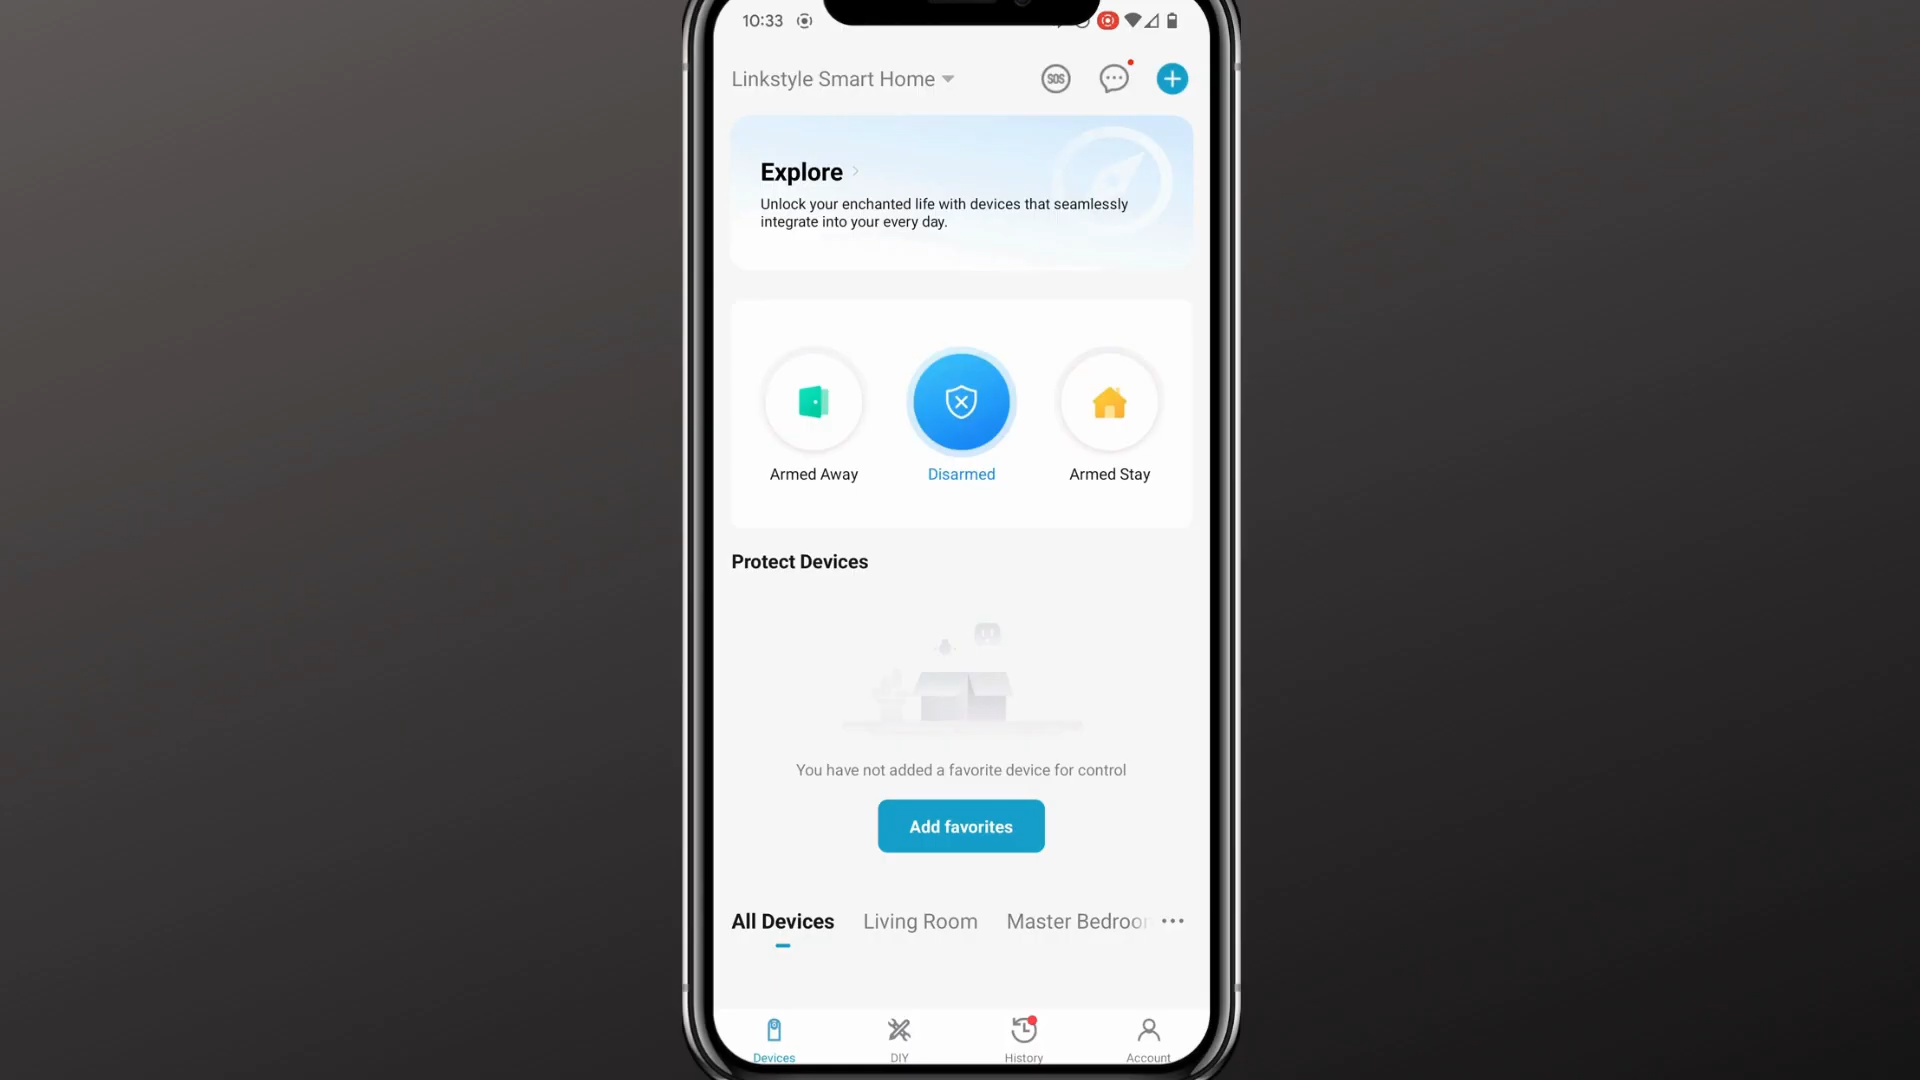 10:33
Linkstyle Smart Home
SOS
Explore
Unlock your enchanted life with devices that seamlessly
integrate into your every day.
Armed Away
Disarmed
Armed Stay
Protect Devices
You have not added a favorite device for control
Add favorites
All Devices
Living Room
Master Bedroom
Devices
DIY
History
Account